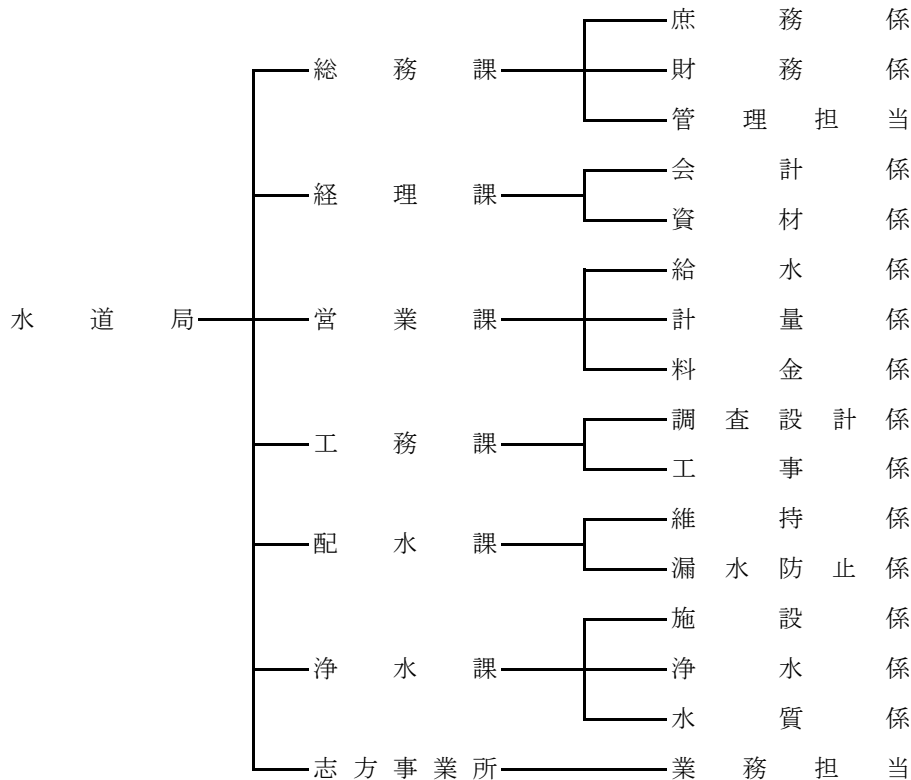 庶務係
総務課 財務係
管理担当
会計係
経理課
資材係
給水係
水道局 営業課 計量係
料金係
調査設計係
工務課
工事係
維持係
配水課
漏水防止係
施設係
浄水課 浄水係
水質係
志方事業所 業務担当